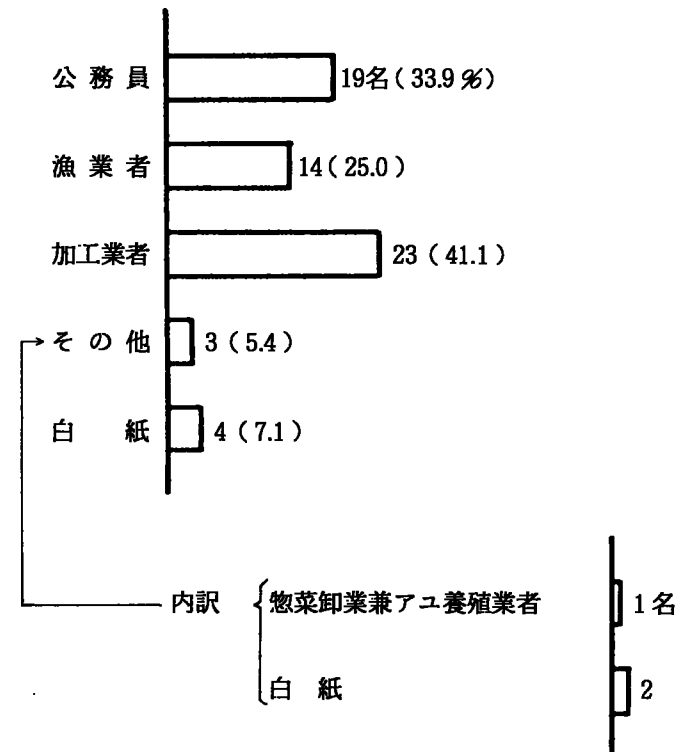 公務員 19名(33.9%)
漁業者 14(25.0)
加工業者 23(41.1)
その他 3(5.4)
白紙 4(7.1)
内訳 惣菜卸業兼アユ養殖業者 1名
白紙 2